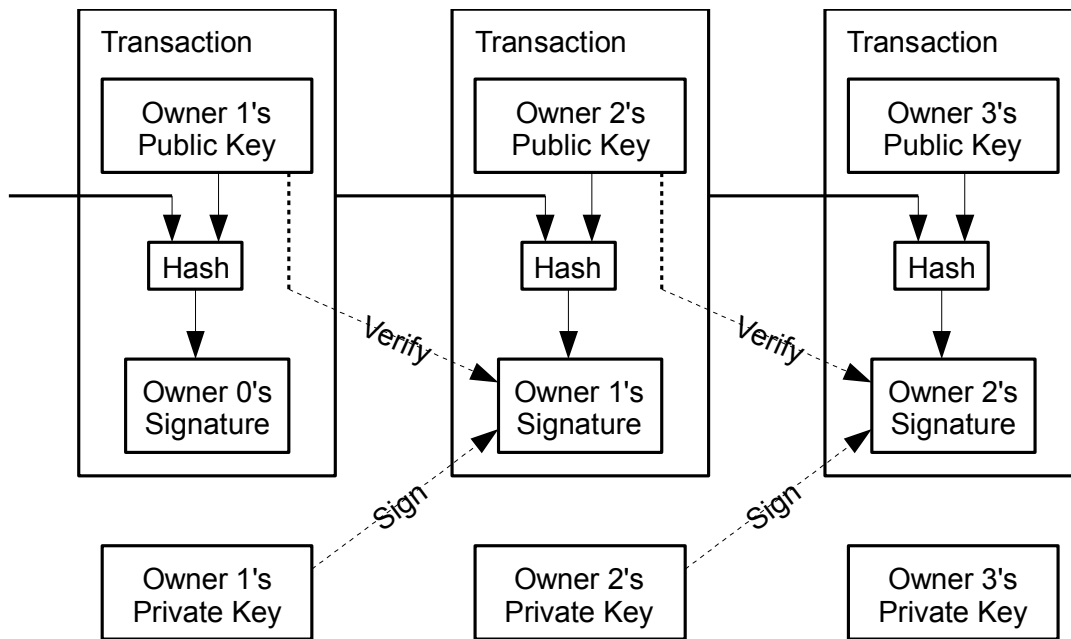 Transaction
Transaction
Transaction
Owner 1's
Public Key
Owner 2's
Public Key
Owner 3's
Public Key
Hash
Hash
Hash
Verify
Verify
Owner 0's
Signature
Owner 1's
Signature
Owner 2's
Signature
Sign
Sign
Owner 1's
Private Key
Owner 2's
Private Key
Owner 3's
Private Key